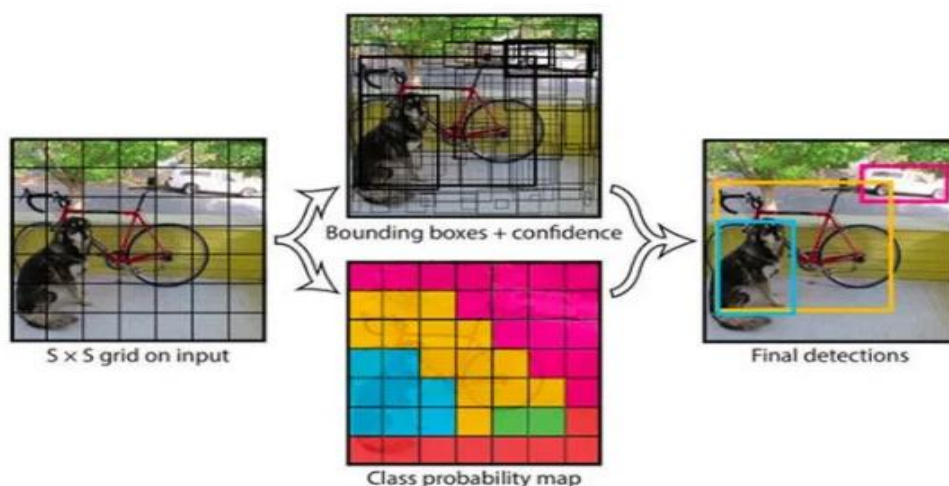 S × S grid on input
Bounding boxes + confidence
Class probability map
Final detections